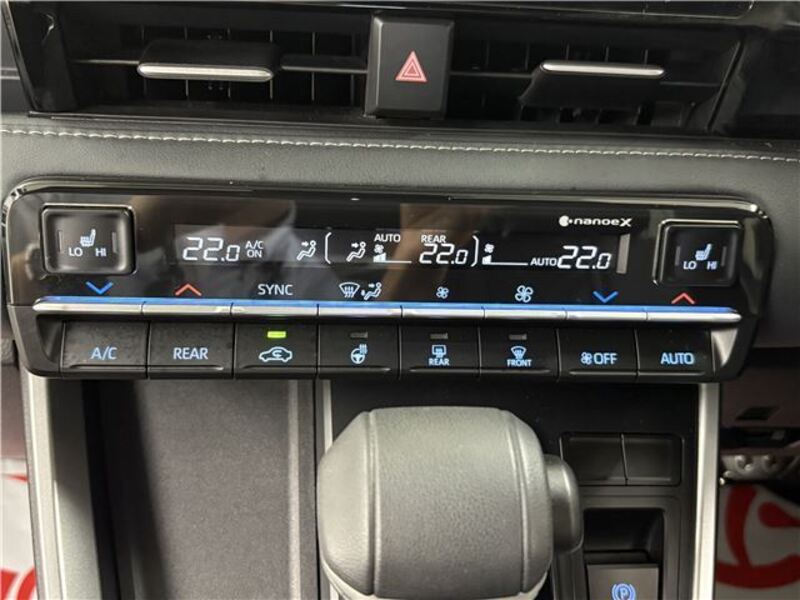 nanoeX
LO HI
22.0 A/C ON
AUTO
REAR 22.0
AUTO 22.0
LO HI
SYNC
A/C
REAR
REAR
FRONT
OFF
AUTO
P